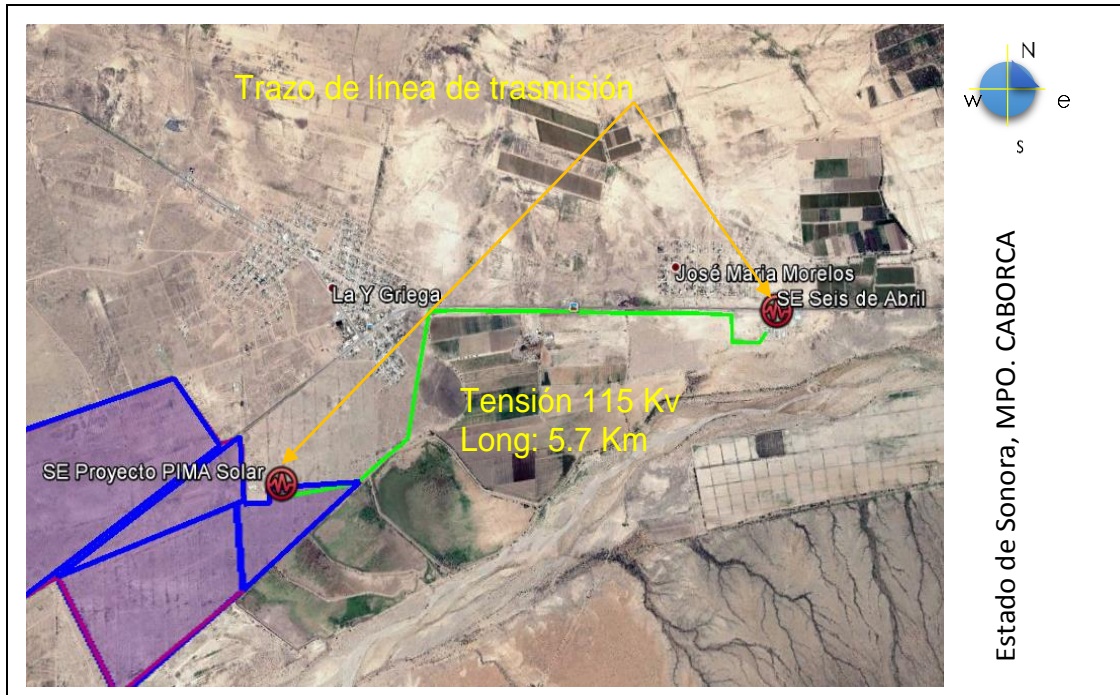 Trazo de línea de trasmisión
La Y Griega
José Maria Morelos
SE Seis de Abril
Tensión 115 Kv
Long: 5.7 Km
SE Proyecto PIMA Solar
N
w
e
s
Estado de Sonora, MPO. CABORCA